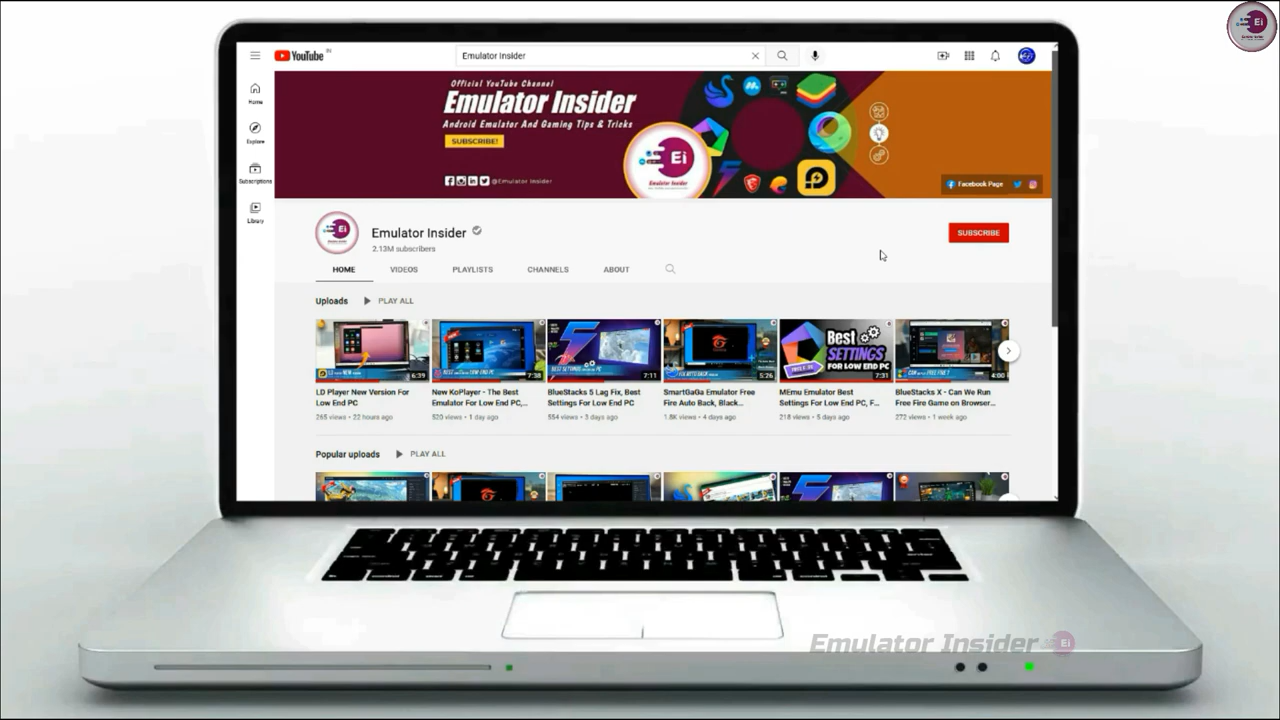 YouTube
IN
Emulator Insider
Home
Explore
Subscriptions
Library
Official YouTube Channel
Emulator Insider
Android Emulator And Gaming Tips & Tricks
SUBSCRIBE!
@Emulator Insider
Ei
Emulator Insider
Facebook Page
Emulator Insider
2.13M subscribers
SUBSCRIBE
HOME VIDEOS PLAYLISTS CHANNELS ABOUT
Uploads PLAY ALL
6:39
7:38
7:11
5:26
Best
SETTINGS
FOR LOW END PC
7:31
4:00
LD Player New Version For
Low End PC
265 views • 22 hours ago
New KoPlayer - The Best
Emulator For Low End PC,...
520 views • 1 day ago
BlueStacks 5 Lag Fix, Best
Settings For Low End PC
554 views • 3 days ago
SmartGaGa Emulator Free
Fire Auto Back, Black...
1.8K views • 4 days ago
MEmu Emulator Best
Settings For Low End PC, F...
218 views • 5 days ago
BlueStacks X - Can We Run
Free Fire Game on Browser...
272 views • 1 week ago
Popular uploads PLAY ALL
Emulator Insider Ei
Ei